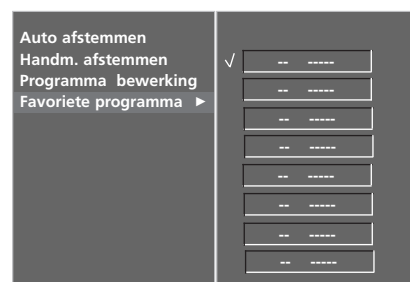 Auto afstemmen
Handm. afstemmen
Programma bewerking
Favoriete programma ►
√ -- -----
-- -----
-- -----
-- -----
-- -----
-- -----
-- -----
-- -----